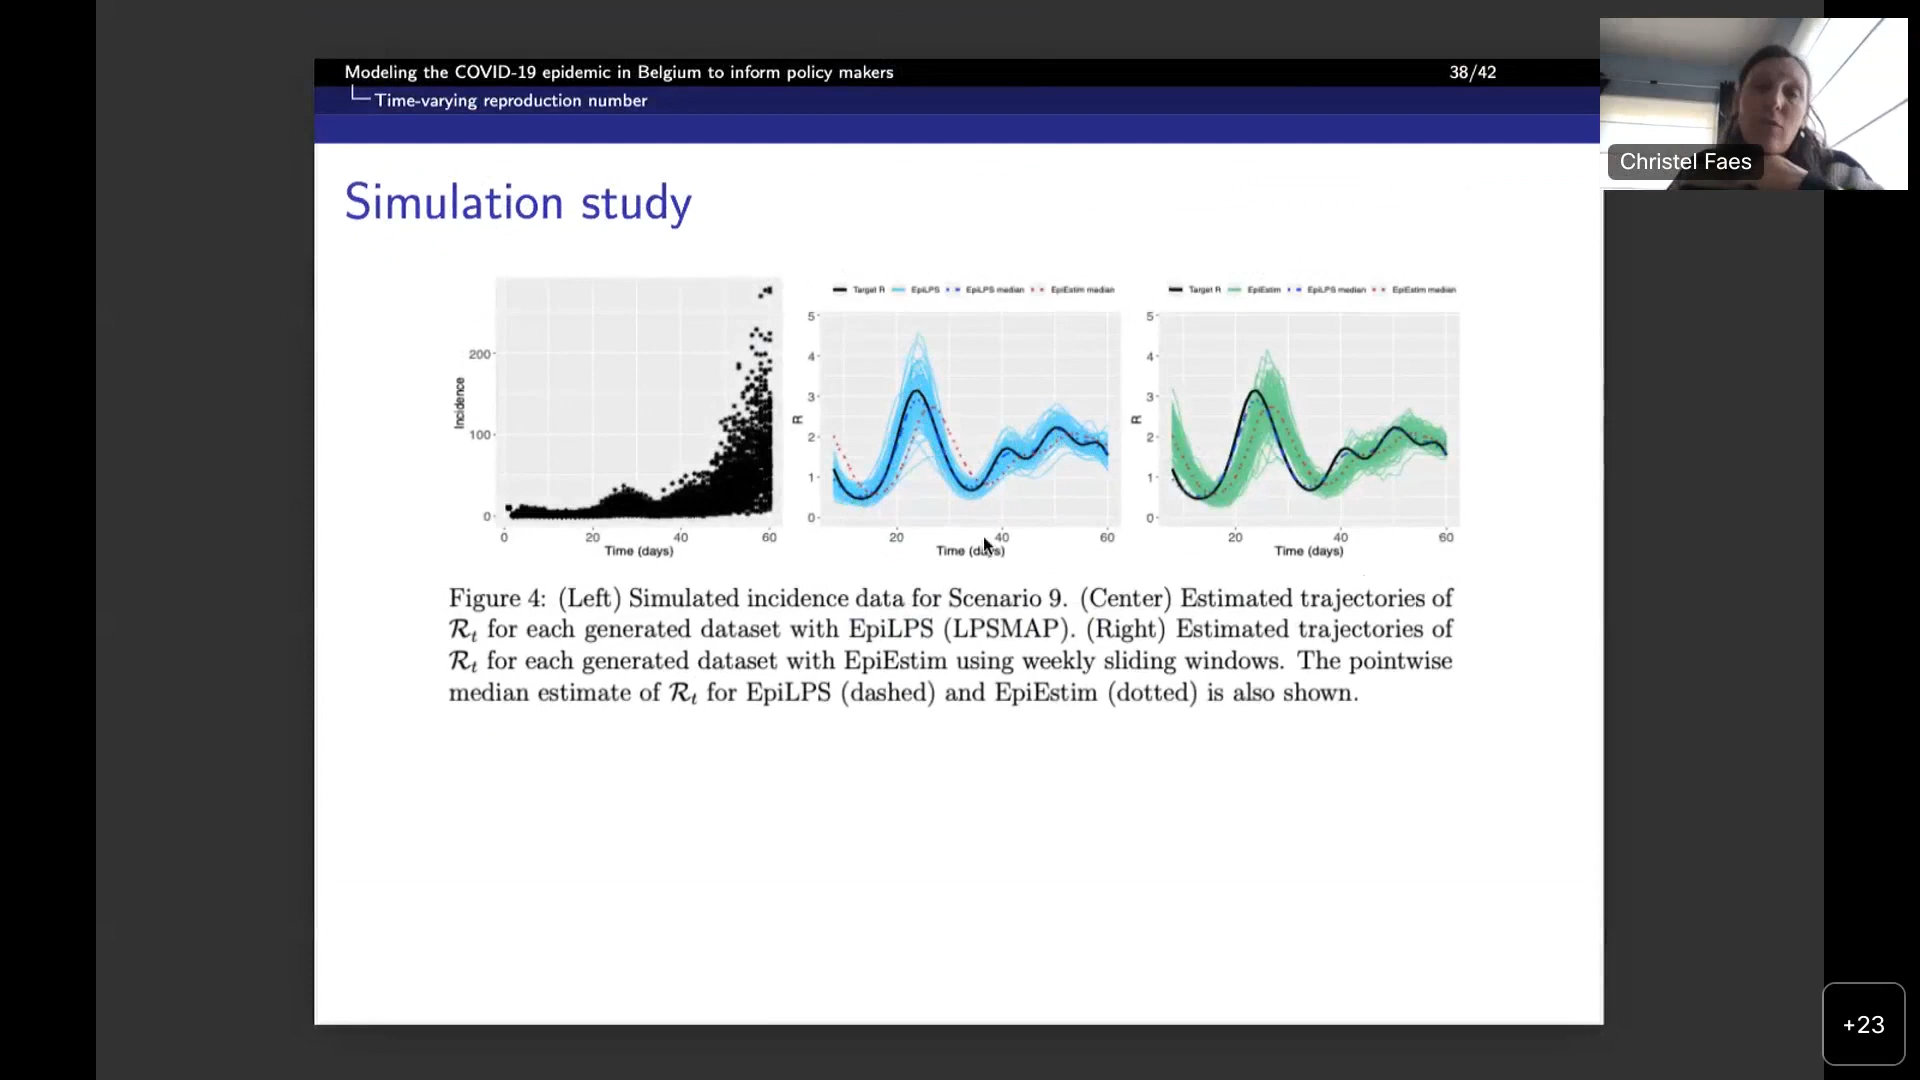 Modeling the COVID-19 epidemic in Belgium to inform policy makers 38/42
Time-varying reproduction number
Christel Faes
Simulation study
Target R EpiLPS EpiLPS median EpiEstim median
Target R EpiEstim EpiLPS median EpiEstim median
Incidence
200
100
0
0 20 40 60
Time (days)
R
5
4
3
2
1
0
20 40 60
Time (days)
R
5
4
3
2
1
0
20 40 60
Time (days)
Figure 4: (Left) Simulated incidence data for Scenario 9. (Center) Estimated trajectories of
𝓡t for each generated dataset with EpiLPS (LPSMAP). (Right) Estimated trajectories of
𝓡t for each generated dataset with EpiEstim using weekly sliding windows. The pointwise
median estimate of 𝓡t for EpiLPS (dashed) and EpiEstim (dotted) is also shown.
+23